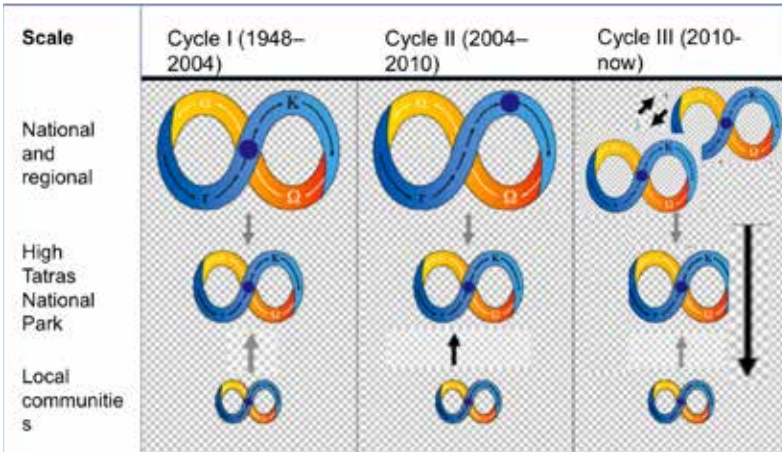 Scale
Cycle I (1948–
2004)
Cycle II (2004–
2010)
Cycle III (2010-
now)
National
and
regional
α K
r Ω
α K
r Ω
K
r Ω
K
Ω
High
Tatras
National
Park
K
Ω
K
Ω
K
Ω
Local
communitie
s